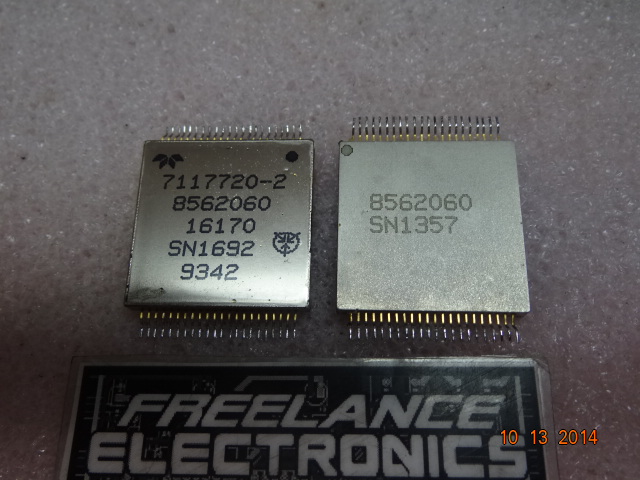 7117720-2
8562060
16170
SN1692
9342
8562060
SN1357
FREELANCE
ELECTRONICS
10 13 2014